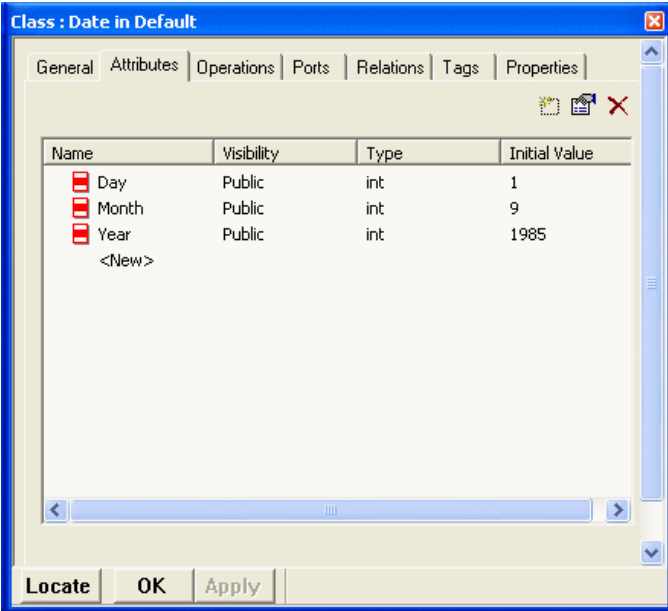 Class : Date in Default
General Attributes Operations Ports Relations Tags Properties
Name Visibility Type Initial Value
Day Public int 1
Month Public int 9
Year Public int 1985
<New>
Locate OK Apply